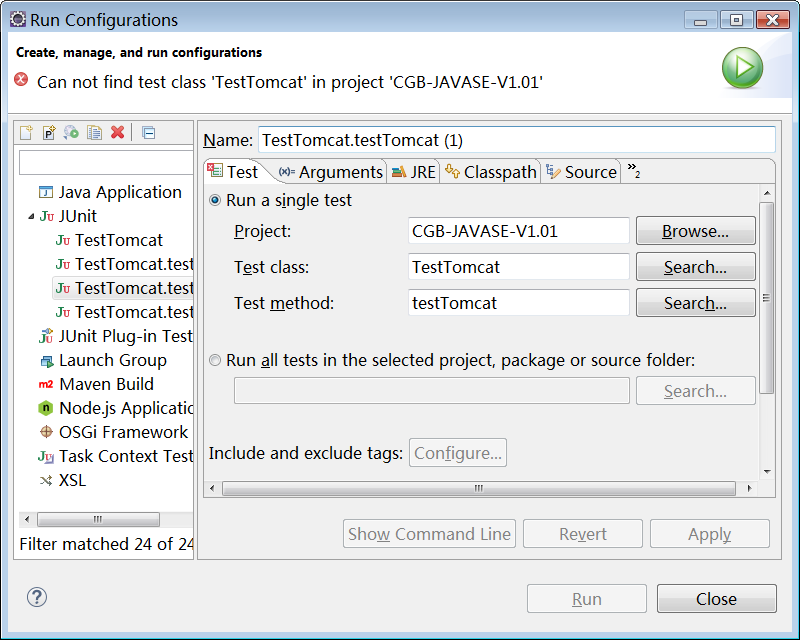 Run Configurations
Create, manage, and run configurations
Can not find test class 'TestTomcat' in project 'CGB-JAVASE-V1.01'
Name: TestTomcat.testTomcat (1)
Test (x)= Arguments JRE Classpath Source »2
Run a single test
Project: CGB-JAVASE-V1.01 Browse...
Test class: TestTomcat Search...
Test method: testTomcat Search...
Run all tests in the selected project, package or source folder:
Search...
Include and exclude tags: Configure...
Show Command Line Revert Apply
Java Application
JUnit
TestTomcat
TestTomcat.test
TestTomcat.test
TestTomcat.test
JUnit Plug-in Test
Launch Group
m2 Maven Build
Node.js Applicatic
OSGi Framework
Task Context Test
XSL
Filter matched 24 of 24
Run Close